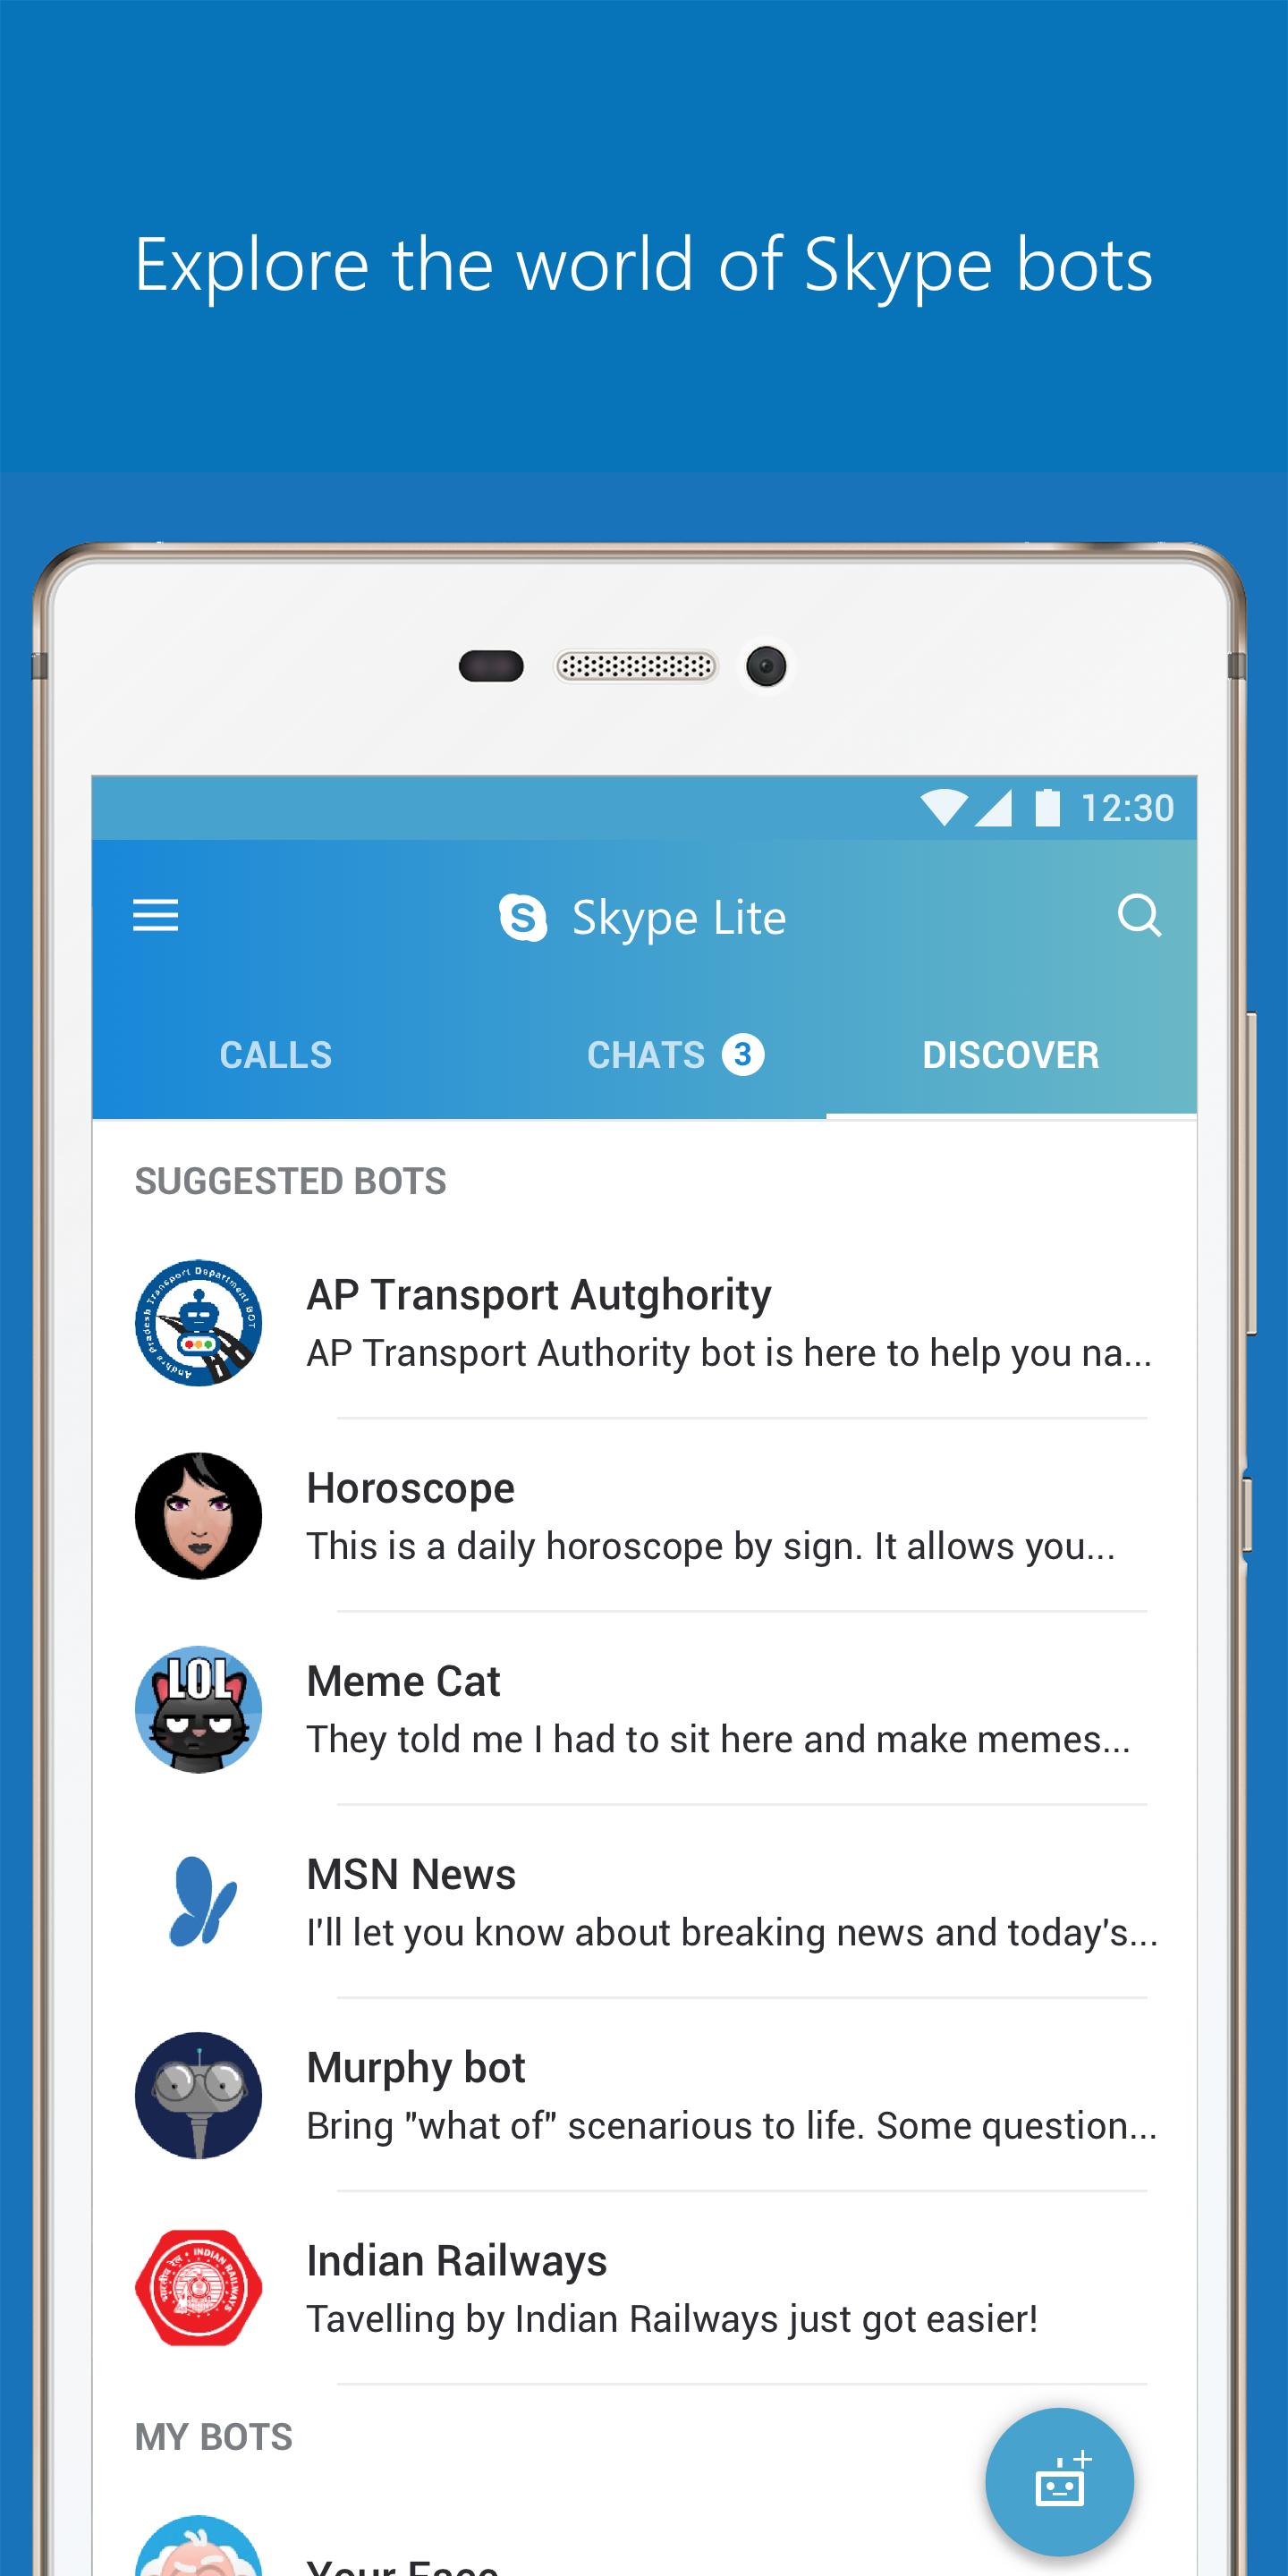 Explore the world of Skype bots
12:30
Skype Lite
CALLS
CHATS 3
DISCOVER
SUGGESTED BOTS
Andhra Pradesh Transport Department BOT
AP Transport Autghority
AP Transport Authority bot is here to help you na...
Horoscope
This is a daily horoscope by sign. It allows you...
LOL
Meme Cat
They told me I had to sit here and make memes...
MSN News
I'll let you know about breaking news and today's...
Murphy bot
Bring "what of" scenarious to life. Some question...
भारतीय रेल • INDIAN RAILWAYS
Indian Railways
Tavelling by Indian Railways just got easier!
MY BOTS
Your Face